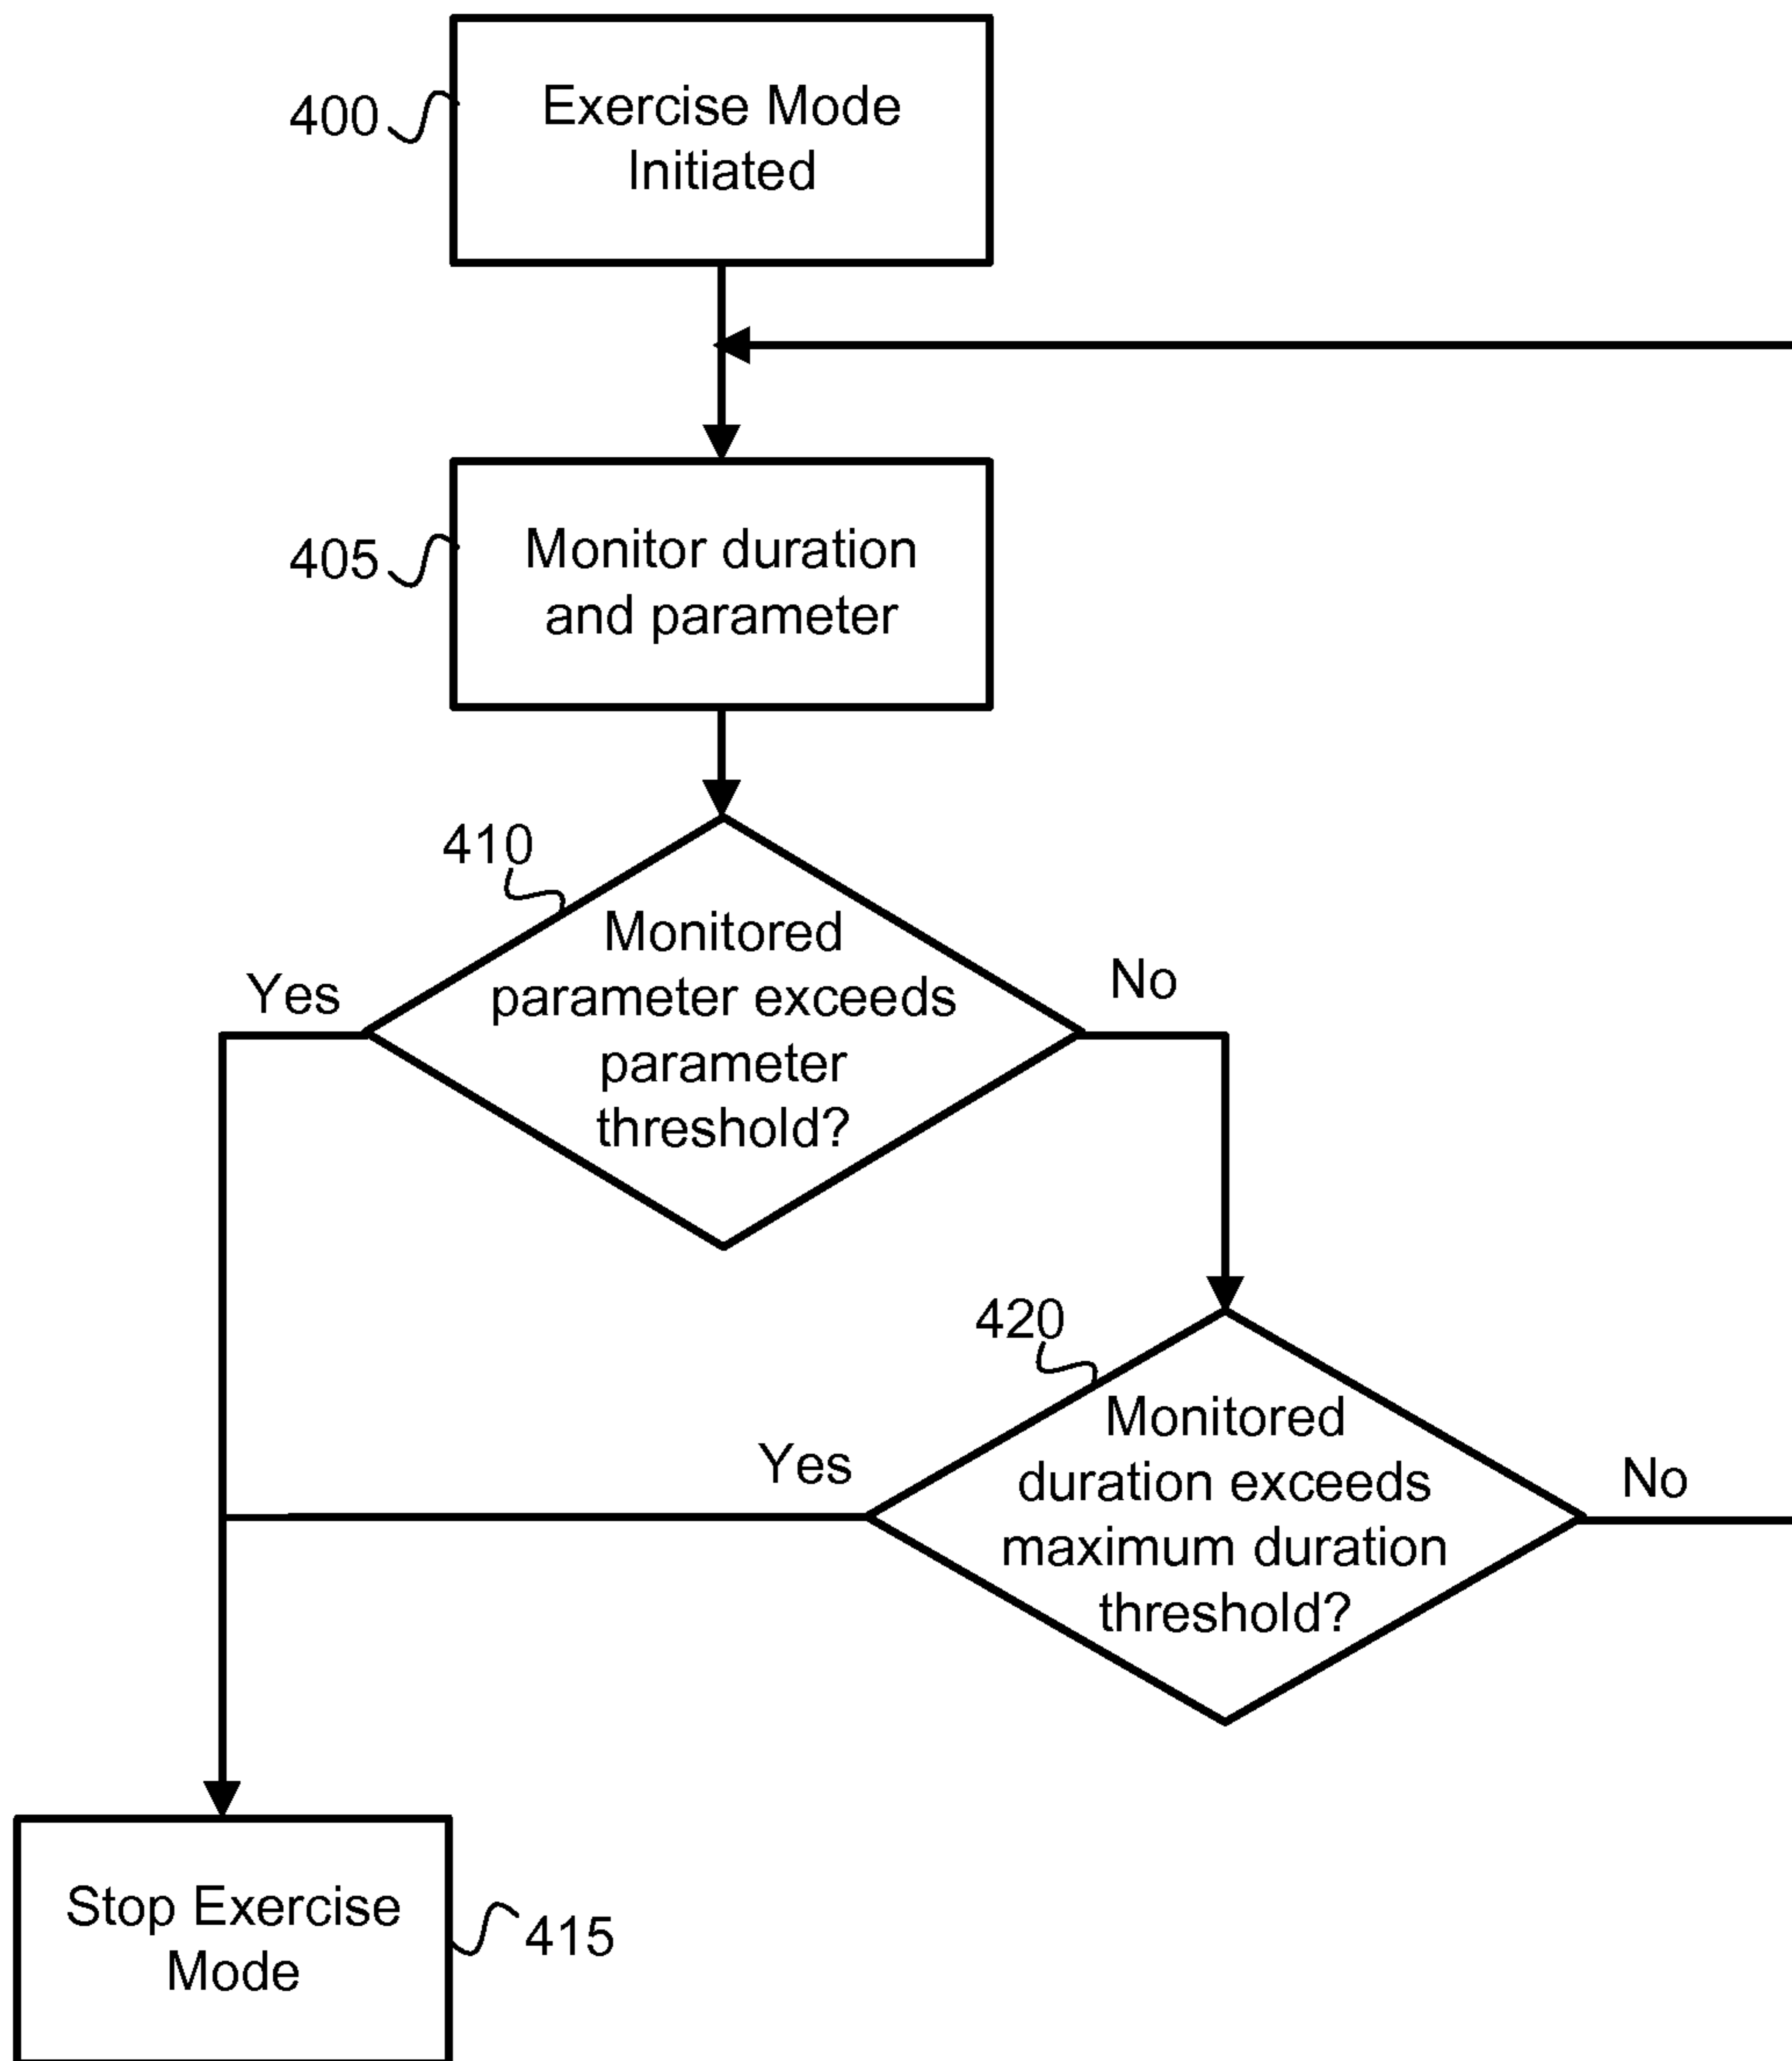 400
Exercise Mode
Initiated
405
Monitor duration
and parameter
410
Monitored
parameter exceeds
parameter
threshold?
Yes
No
420
Monitored
duration exceeds
maximum duration
threshold?
Yes
No
Stop Exercise
Mode
415